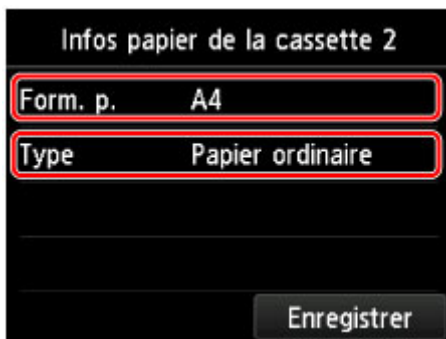 Infos papier de la cassette 2
Form. p. A4
Type Papier ordinaire
Enregistrer